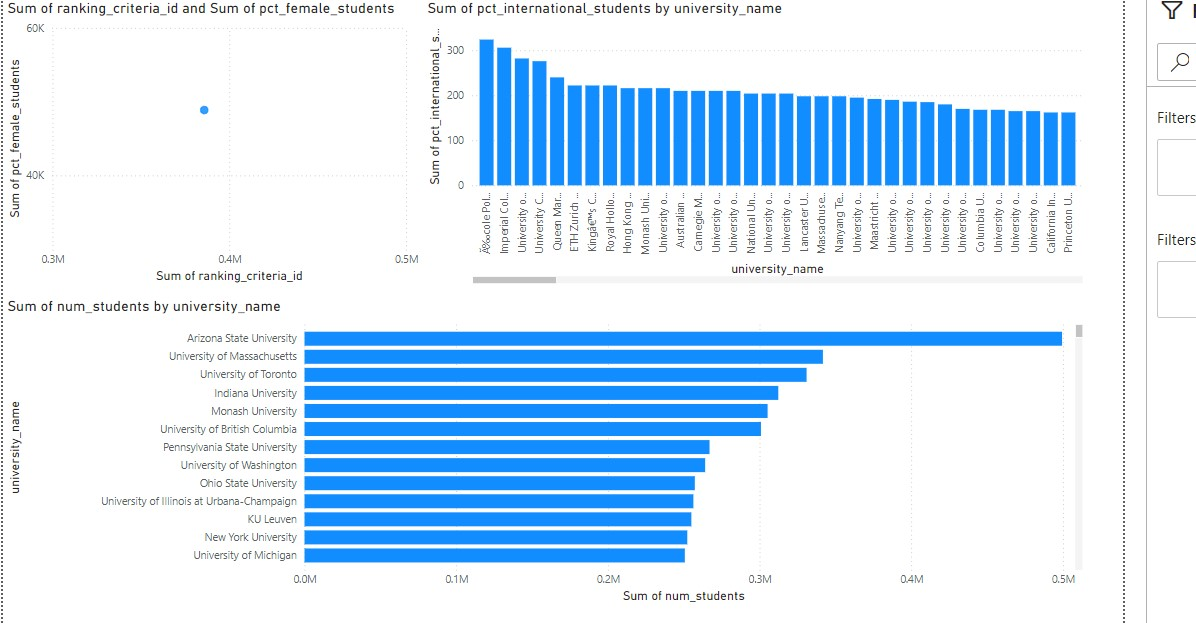 Sum of ranking_criteria_id and Sum of pct_female_students
60K
40K
Sum of pct_female_students
0.3M
0.4M
0.5M
Sum of ranking_criteria_id
Sum of pct_international_students by university_name
Sum of pct_international_s...
300
200
100
0
Ã‰cole Pol...
Imperial Col...
University o...
University C...
Queen Mar...
ETH Zurich ...
Kingâ€™s C...
Royal Hollo...
Hong Kong ...
Monash Uni...
University o...
Australian ...
Carnegie M...
University o...
University o...
National Un...
University o...
University o...
Lancaster U...
Massachuse...
Nanyang Te...
University o...
Maastricht ...
University o...
University o...
University o...
University o...
University o...
Columbia U...
University o...
University o...
University o...
California In...
Princeton U...
university_name
Sum of num_students by university_name
university_name
Arizona State University
University of Massachusetts
University of Toronto
Indiana University
Monash University
University of British Columbia
Pennsylvania State University
University of Washington
Ohio State University
University of Illinois at Urbana-Champaign
KU Leuven
New York University
University of Michigan
0.0M
0.1M
0.2M
0.3M
0.4M
0.5M
Sum of num_students
Filters
Filters